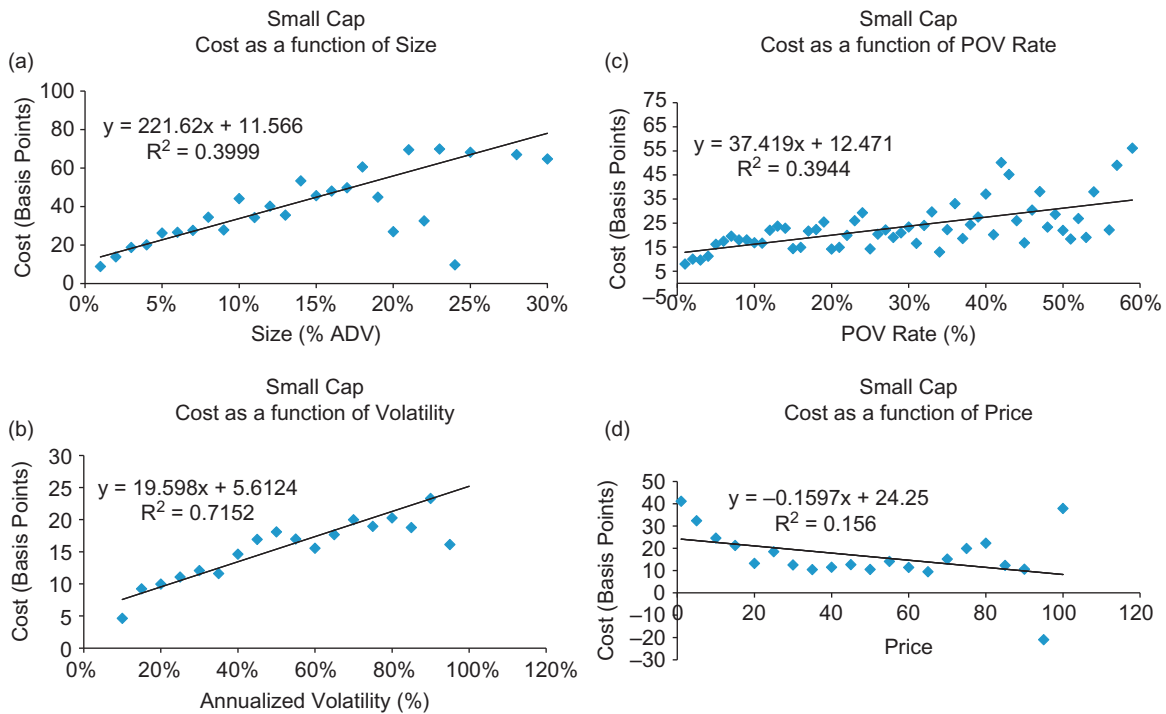 Small Cap
Cost as a function of Size
(a)
Cost (Basis Points)
100
80
60
40
20
0
y = 221.62x + 11.566
R² = 0.3999
0% 5% 10% 15% 20% 25% 30%
Size (% ADV)
Small Cap
Cost as a function of POV Rate
(c)
Cost (Basis Points)
75
65
55
45
35
25
15
5
–5
y = 37.419x + 12.471
R² = 0.3944
0% 10% 20% 30% 40% 50% 60%
POV Rate (%)
Small Cap
Cost as a function of Volatility
(b)
Cost (Basis Points)
30
25
20
15
10
5
0
y = 19.598x + 5.6124
R² = 0.7152
0% 20% 40% 60% 80% 100% 120%
Annualized Volatility (%)
Small Cap
Cost as a function of Price
(d)
Cost (Basis Points)
50
40
30
20
10
0
–10
–20
–30
y = –0.1597x + 24.25
R² = 0.156
0 20 40 60 80 100 120
Price